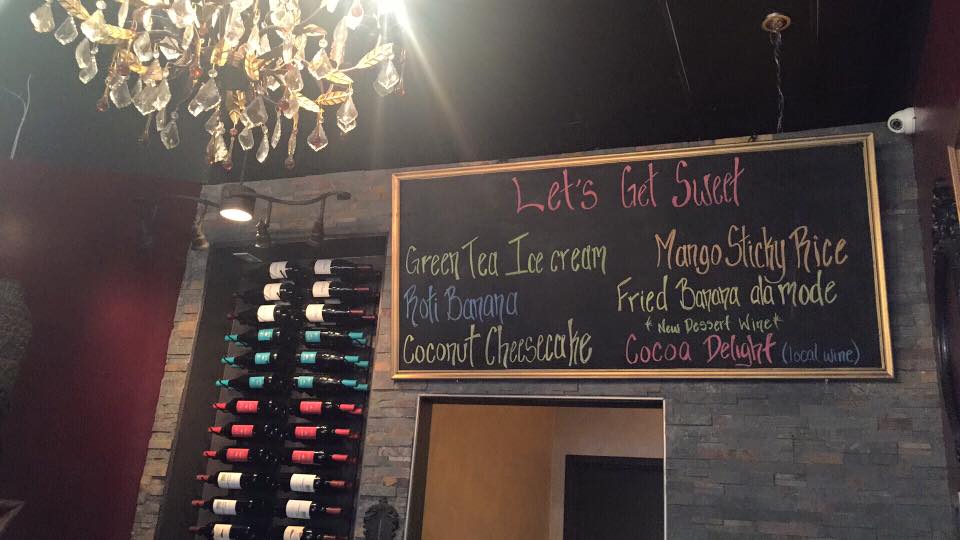 Let's Get Sweet
Green Tea Ice cream
Roti Banana
Coconut Cheesecake
Mango Sticky Rice
Fried Banana ala mode
*New Dessert Wine*
Cocoa Delight (local wine)